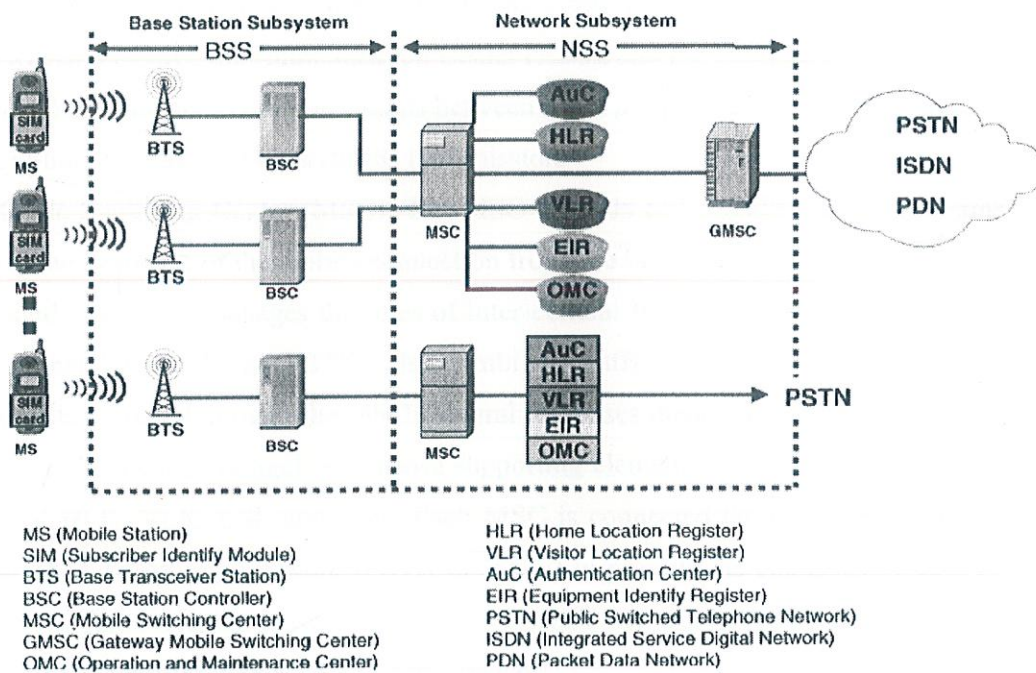 Base Station Subsystem
Network Subsystem
BSS
NSS
SIM
card
MS
BTS
BSC
SIM
card
MS
BTS
BSC
MSC
AuC
HLR
VLR
EIR
OMC
GMSC
PSTN
ISDN
PDN
SIM
card
MS
BTS
BSC
MSC
AuC
HLR
VLR
EIR
OMC
PSTN
MS (Mobile Station)
SIM (Subscriber Identify Module)
BTS (Base Transceiver Station)
BSC (Base Station Controller)
MSC (Mobile Switching Center)
GMSC (Gateway Mobile Switching Center)
OMC (Operation and Maintenance Center)
HLR (Home Location Register)
VLR (Visitor Location Register)
AuC (Authentication Center)
EIR (Equipment Identify Register)
PSTN (Public Switched Telephone Network)
ISDN (Integrated Service Digital Network)
PDN (Packet Data Network)